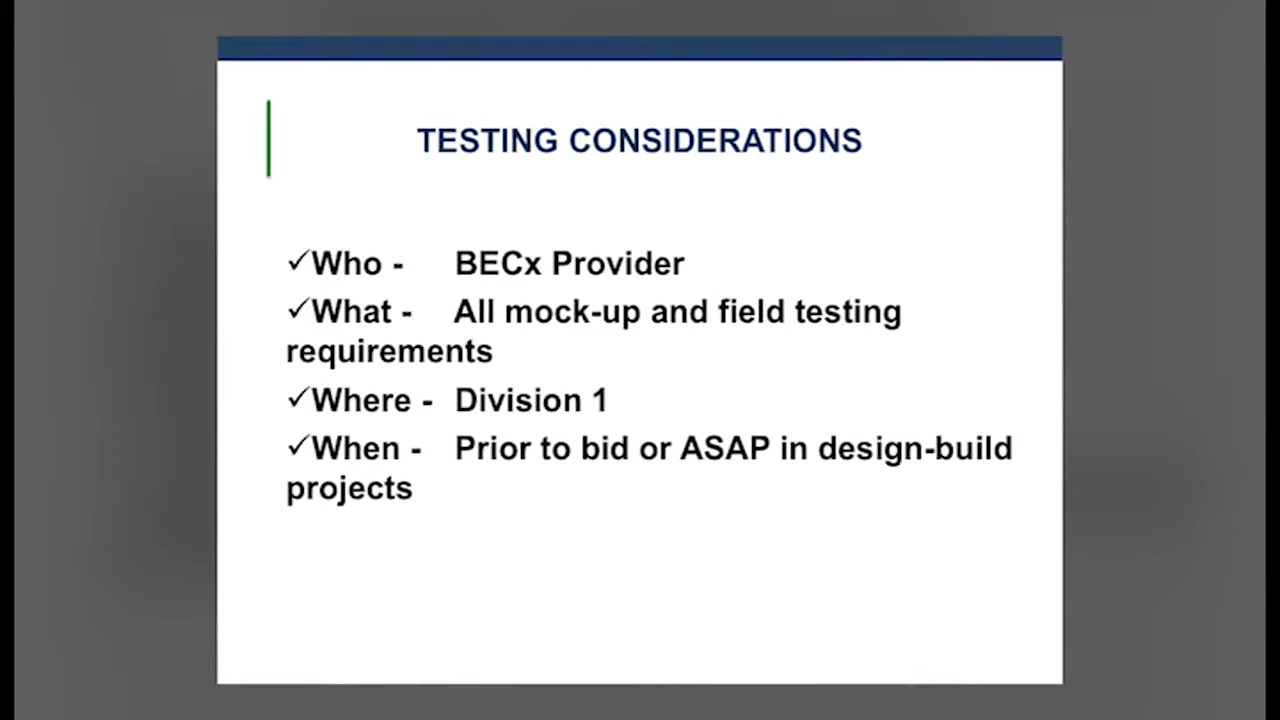 TESTING CONSIDERATIONS
✓Who - BECx Provider
✓What - All mock-up and field testing
requirements
✓Where - Division 1
✓When - Prior to bid or ASAP in design-build
projects